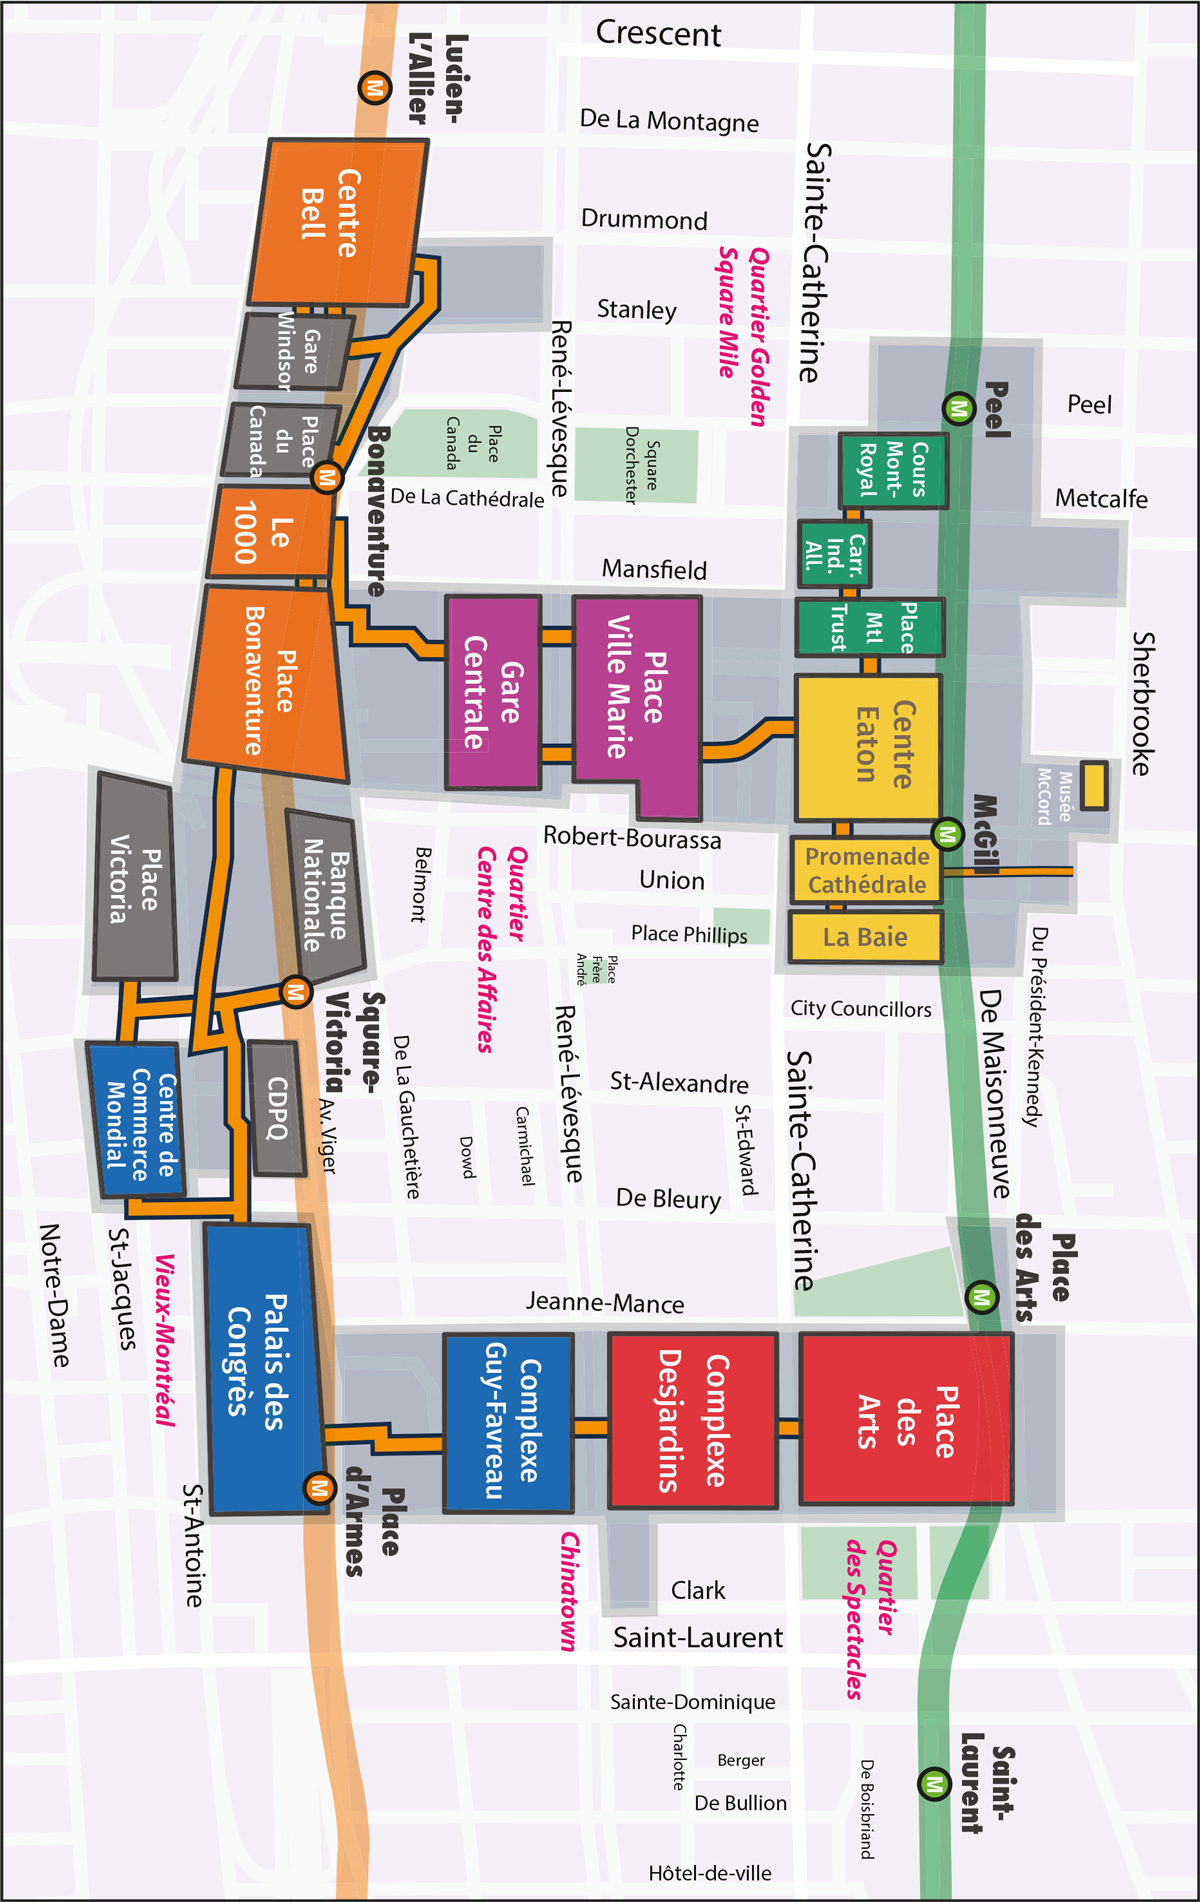 Crescent
Lucien-
L'Allier
M
De La Montagne
Sainte-Catherine
Centre
Bell
Drummond
Quartier Golden
Square Mile
Stanley
René-Lévesque
Gare
Windsor
Place
du
Canada
M
Bonaventure
Place
du
Canada
Square
Dorchester
De La Cathédrale
Peel
M
Peel
Metcalfe
Cours
Mont-
Royal
Le
1000
Carr.
Ind.
All.
Mansfield
Place
Mtl
Trust
Sherbrooke
Place
Bonaventure
Gare
Centrale
Place
Ville Marie
Centre
Eaton
Musée
McCord
McGill
M
Robert-Bourassa
Promenade
Cathédrale
Union
La Baie
Place Phillips
Place
Frère
André
Quartier
Centre des Affaires
Belmont
Banque
Nationale
Place
Victoria
M
Square-
Victoria
City Councillors
Du Président-Kennedy
De Maisonneuve
René-Lévesque
De La Gauchetière
St-Alexandre
Sainte-Catherine
St-Edward
Carmichael
Dowd
Av. Viger
CDPQ
Centre de
Commerce
Mondial
De Bleury
Place
des Arts
M
Notre-Dame
St-Jacques
Vieux-Montréal
Jeanne-Mance
Palais des
Congrès
Complexe
Guy-Favreau
Complexe
Desjardins
Place
des
Arts
M
Place
d'Armes
St-Antoine
Chinatown
Quartier
des Spectacles
Clark
Saint-Laurent
Sainte-Dominique
Charlotte
Berger
De Bullion
De Boisbriand
M
Saint-
Laurent
Hôtel-de-ville